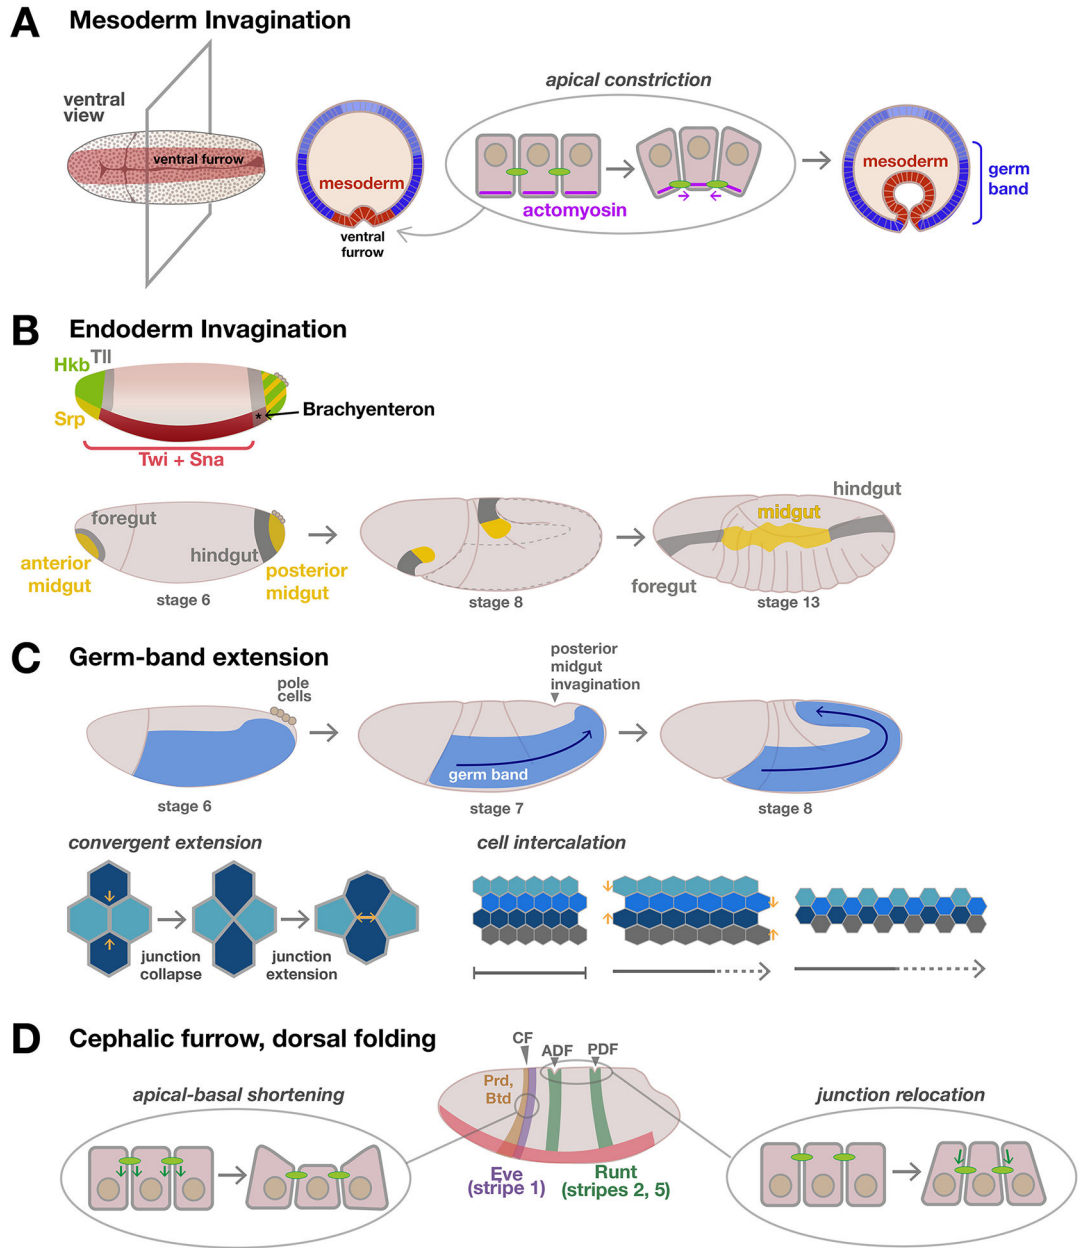 A Mesoderm Invagination
ventral
view
ventral furrow
mesoderm
ventral
furrow
apical constriction
actomyosin
mesoderm
germ
band
B Endoderm Invagination
Hkb
Tll
Srp
*
Brachyenteron
Twi + Sna
foregut
anterior
midgut
hindgut
posterior
midgut
stage 6
stage 8
hindgut
midgut
foregut
stage 13
C Germ-band extension
pole
cells
stage 6
posterior
midgut
invagination
germ band
stage 7
stage 8
convergent extension
junction
collapse
junction
extension
cell intercalation
D Cephalic furrow, dorsal folding
apical-basal shortening
CF
ADF
PDF
Prd,
Btd
Eve
(stripe 1)
Runt
(stripes 2, 5)
junction relocation